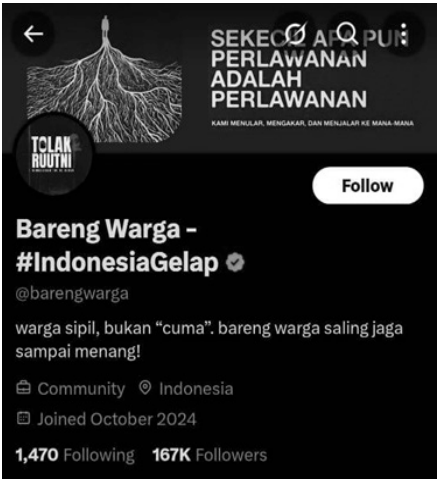 SEKECIL APA PUN
PERLAWANAN
ADALAH
PERLAWANAN
KAMI MENULAR, MENGAKAR, DAN MENJALAR KE MANA-MANA
TOLAK
RUUTNI
Follow
Bareng Warga -
#IndonesiaGelap
@barengwarga
warga sipil, bukan “cuma”. bareng warga saling jaga
sampai menang!
Community Indonesia
Joined October 2024
1,470 Following 167K Followers